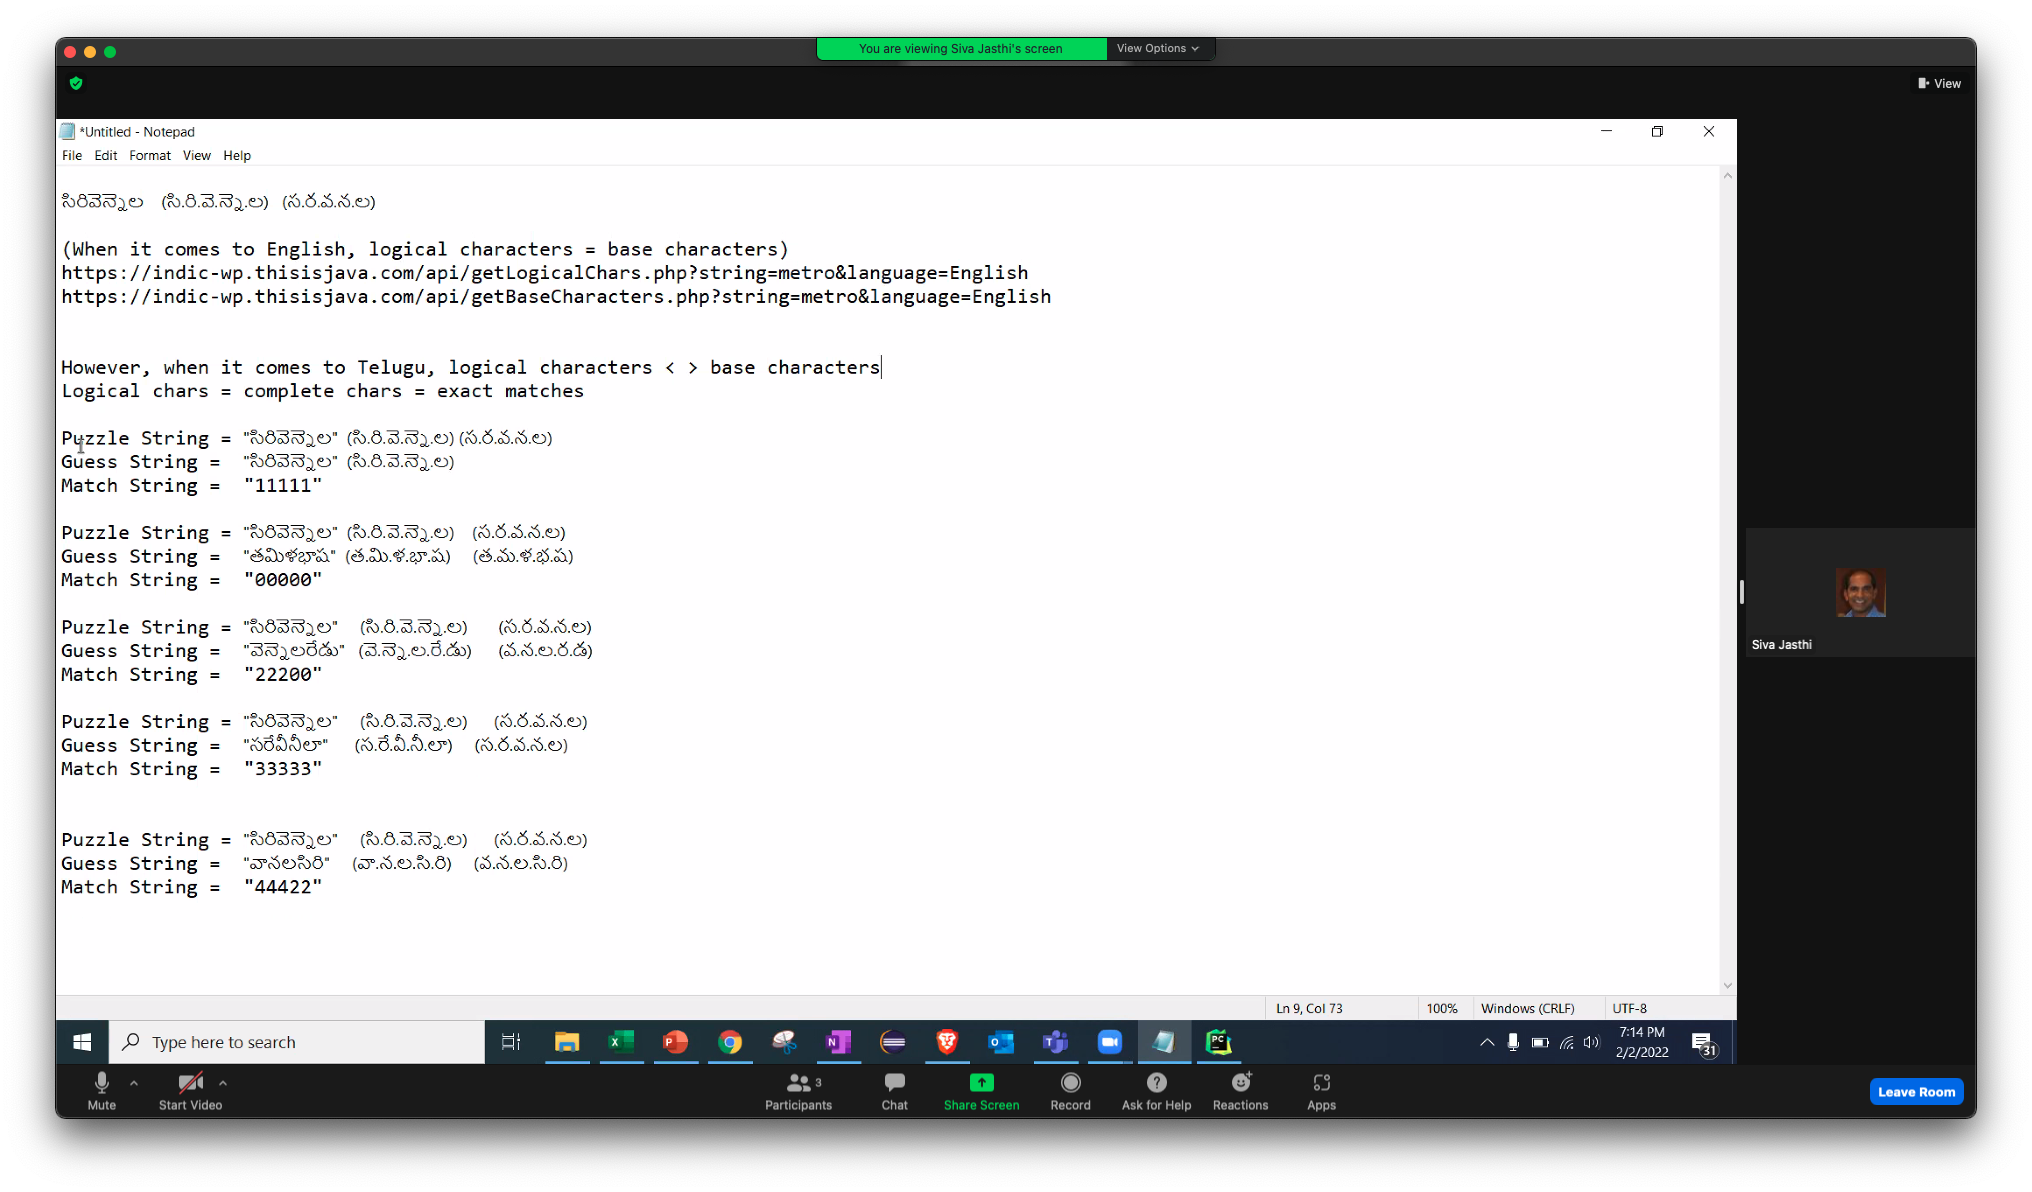 You are viewing Siva Jasthi's screen View Options
View
*Untitled - Notepad
File Edit Format View Help
సిరివెన్నెల (సి.రి.వె.న్నె.ల) (స.ర.వ.న.ల)
(When it comes to English, logical characters = base characters)
https://indic-wp.thisisjava.com/api/getLogicalChars.php?string=metro&language=English
https://indic-wp.thisisjava.com/api/getBaseCharacters.php?string=metro&language=English
However, when it comes to Telugu, logical characters < > base characters
Logical chars = complete chars = exact matches
Puzzle String = "సిరివెన్నెల" (సి.రి.వె.న్నె.ల) (స.ర.వ.న.ల)
Guess String = "సిరివెన్నెల" (సి.రి.వె.న్నె.ల)
Match String = "11111"
Puzzle String = "సిరివెన్నెల" (సి.రి.వె.న్నె.ల) (స.ర.వ.న.ల)
Guess String = "తమిళభాష" (త.మి.ళ.భా.ష) (త.మ.ళ.భ.ష)
Match String = "00000"
Puzzle String = "సిరివెన్నెల" (సి.రి.వె.న్నె.ల) (స.ర.వ.న.ల)
Guess String = "వెన్నెలరేడు" (వె.న్నె.ల.రే.డు) (వ.న.ల.ర.డ)
Match String = "22200"
Puzzle String = "సిరివెన్నెల" (సి.రి.వె.న్నె.ల) (స.ర.వ.న.ల)
Guess String = "సరేవీనీలా" (స.రే.వీ.నీ.లా) (స.ర.వ.న.ల)
Match String = "33333"
Puzzle String = "సిరివెన్నెల" (సి.రి.వె.న్నె.ల) (స.ర.వ.న.ల)
Guess String = "వానలసిరి" (వా.న.ల.సి.రి) (వ.న.ల.సి.రి)
Match String = "44422"
Siva Jasthi
Ln 9, Col 73 100% Windows (CRLF) UTF-8
Type here to search
7:14 PM
2/2/2022
31
Mute Start Video Participants 3 Chat Share Screen Record Ask for Help Reactions Apps Leave Room